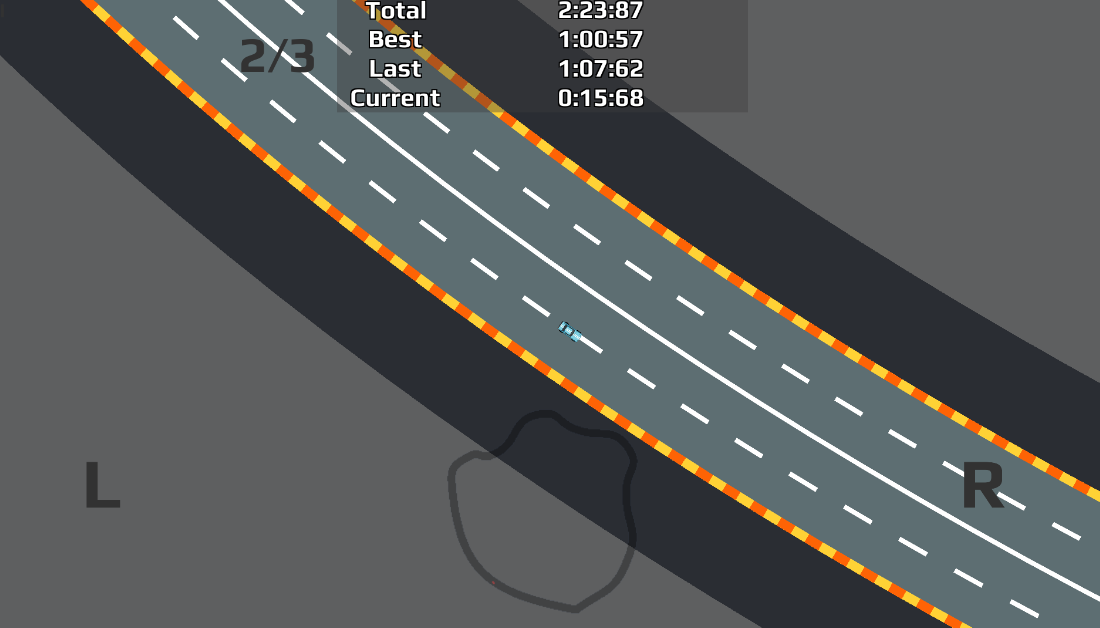 Total 2:23:87
2/3
Best 1:00:57
Last 1:07:62
Current 0:15:68
L R